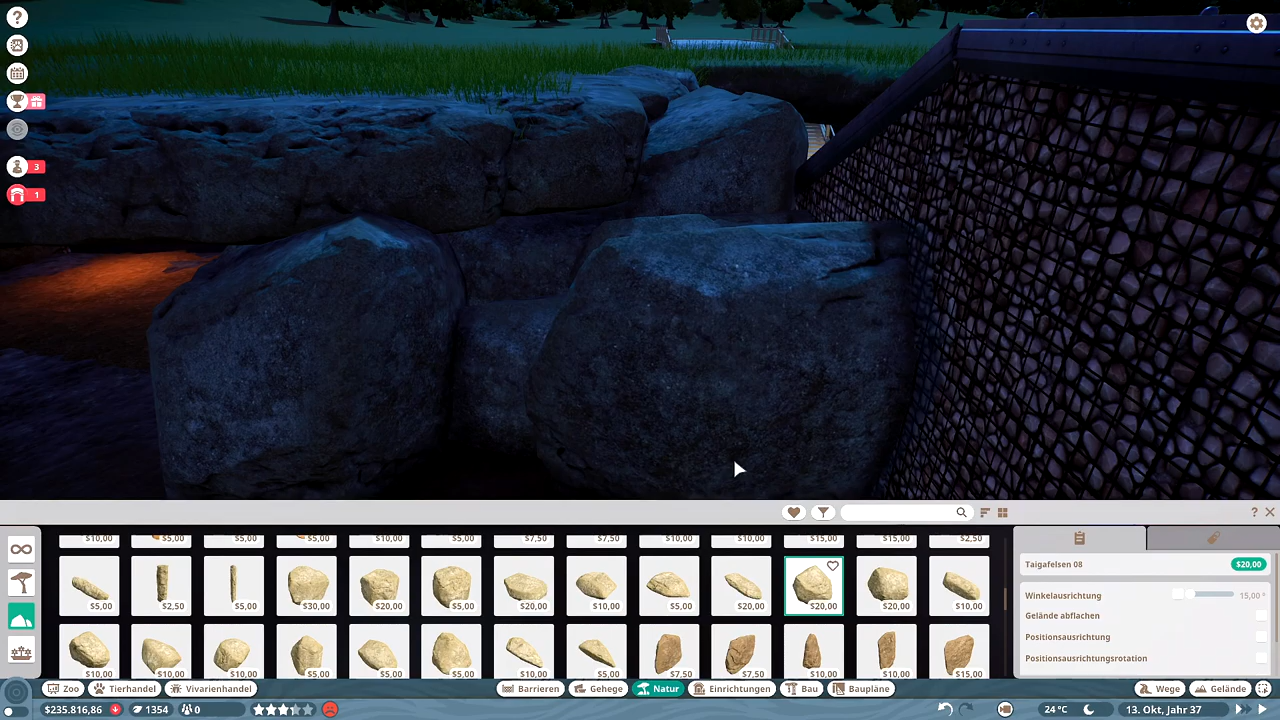 ?
3
1
? ×
$10,00 $5,00 $5,00 $5,00 $10,00 $5,00 $7,50 $7,50 $10,00 $10,00 $15,00 $15,00 $2,50
$5,00 $2,50 $5,00 $30,00 $20,00 $5,00 $20,00 $10,00 $5,00 $20,00 $20,00 $20,00 $10,00
$10,00 $10,00 $10,00 $15,00 $5,00 $5,00 $10,00 $5,00 $7,50 $7,50 $10,00 $10,00 $15,00
Taigafelsen 08 $20,00
Winkelausrichtung 15,00 °
Gelände abflachen
Positionsausrichtung
Positionsausrichtungsrotation
Zoo Tierhandel Vivarienhandel Barrieren Gehege Natur Einrichtungen Bau Baupläne Wege Gelände
$235.816,86 1354 0 24 °C 13. Okt, Jahr 37